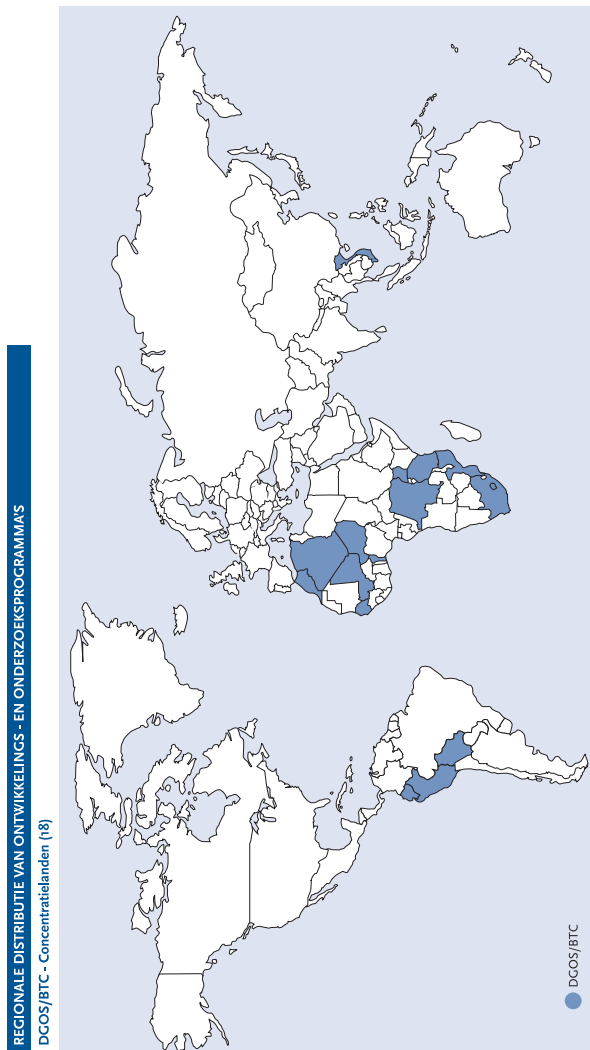 REGIONALE DISTRIBUTIE VAN ONTWIKKELINGS - EN ONDERZOEKSPROGRAMMA'S
DGOS/BTC - Concentratielanden (18)
DGOS/BTC